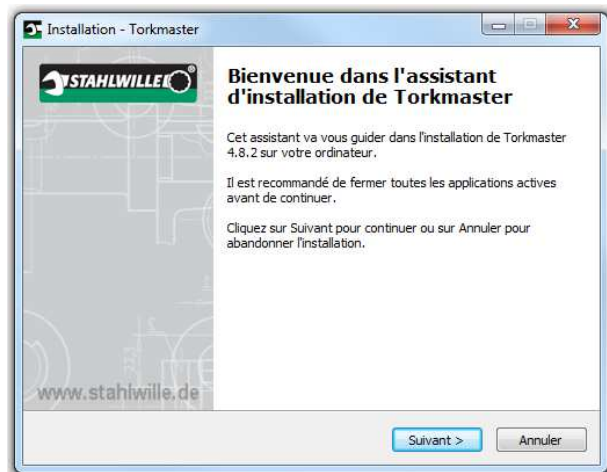 Installation - Torkmaster
STAHLWILLE
Bienvenue dans l'assistant
d'installation de Torkmaster
Cet assistant va vous guider dans l'installation de Torkmaster
4.8.2 sur votre ordinateur.
Il est recommandé de fermer toutes les applications actives
avant de continuer.
Cliquez sur Suivant pour continuer ou sur Annuler pour
abandonner l'installation.
www.stahlwille.de
Suivant >
Annuler